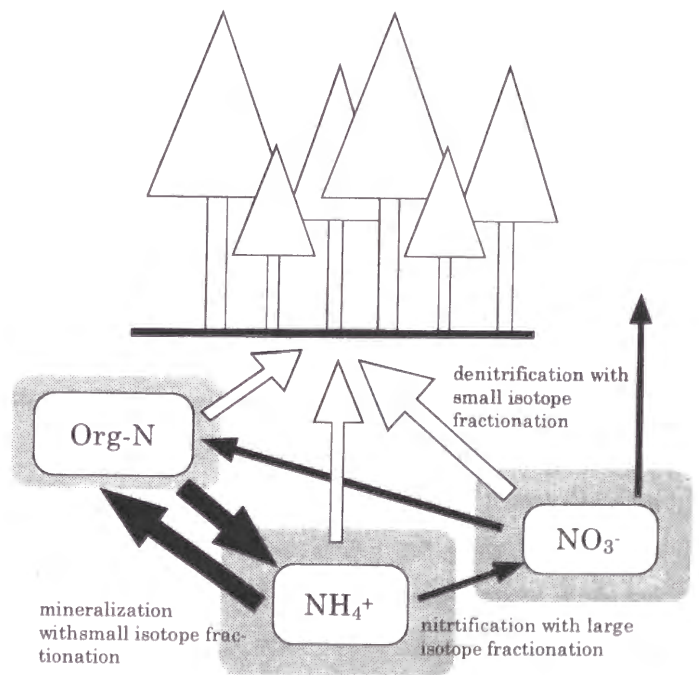 denitrification with
small isotope
fractionation
Org-N
NO₃⁻
NH₄⁺
mineralization
withsmall isotope frac-
tionation
nitrtification with large
isotope fractionation